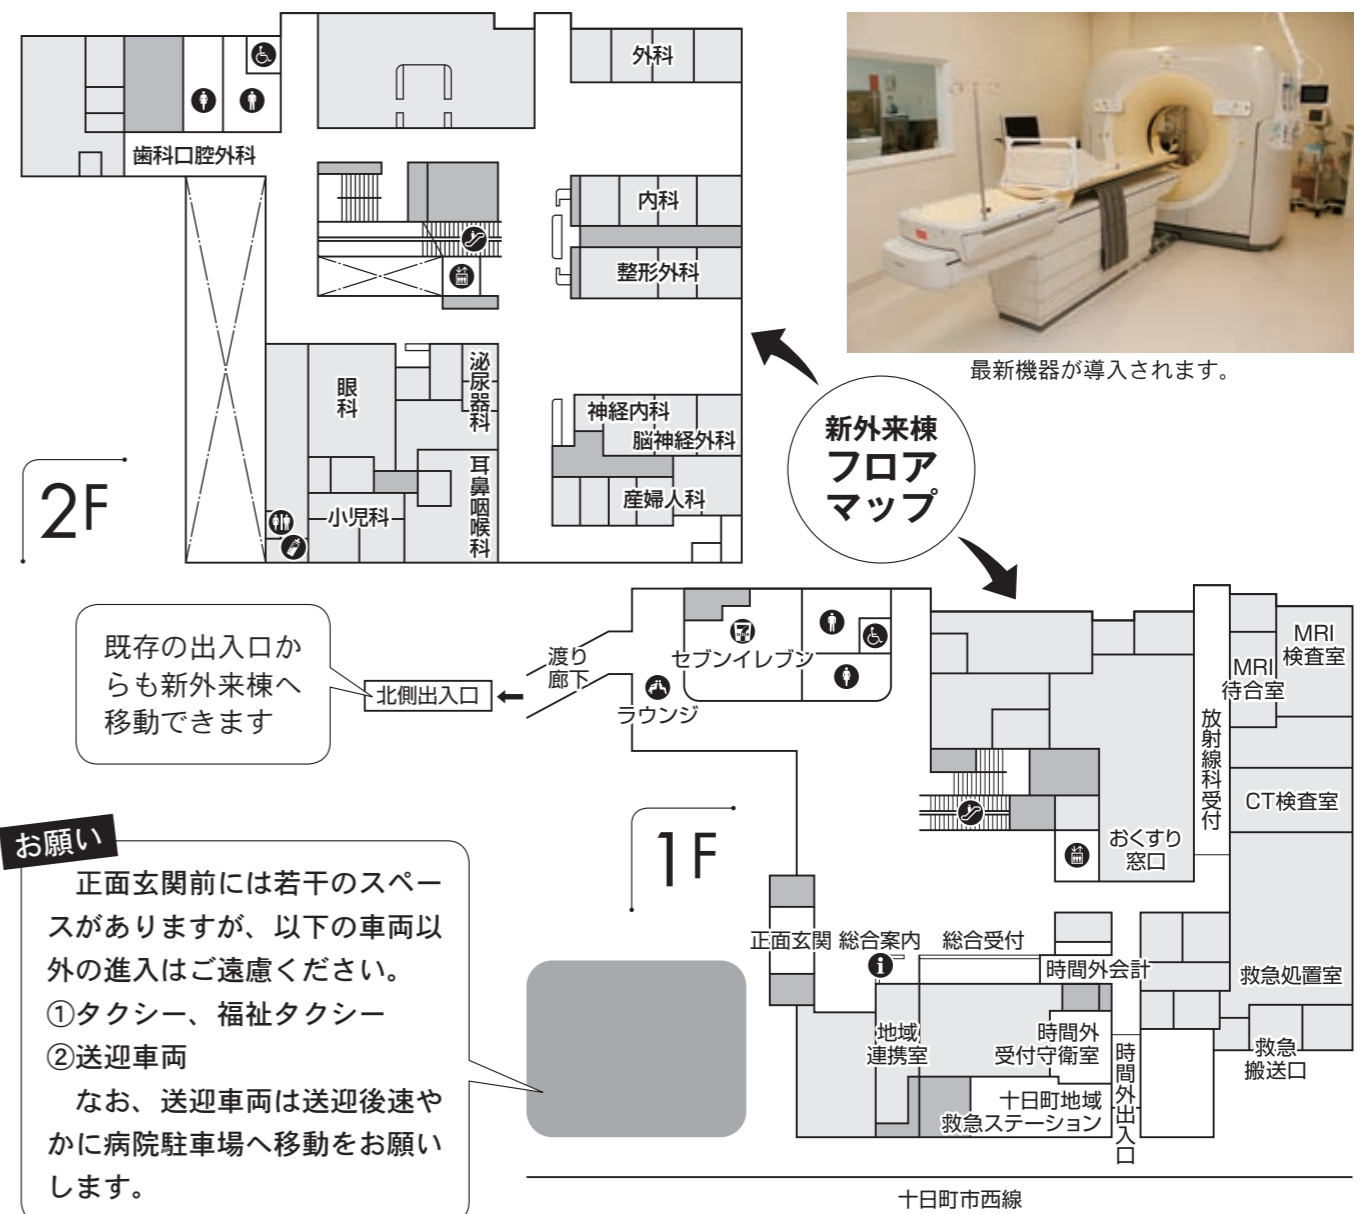 外科
歯科口腔外科
内科
整形外科
最新機器が導入されます。
眼科
泌尿器科
神経内科
脳神経外科
耳鼻咽喉科
産婦人科
小児科
2F
新外来棟
フロア
マップ
既存の出入口か
らも新外来棟へ
移動できます
北側出入口
渡り
廊下
セブンイレブン
ラウンジ
MRI
検査室
MRI
待合室
放射線科受付
CT検査室
おくすり
窓口
1F
正面玄関
総合案内
総合受付
時間外会計
救急処置室
地域
連携室
時間外
受付守衛室
時間外出入口
救急
搬送口
十日町地域
救急ステーション
十日町市西線
お願い
正面玄関前には若干のスペー
スがありますが、以下の車両以
外の進入はご遠慮ください。
①タクシー、福祉タクシー
②送迎車両
なお、送迎車両は送迎後速や
かに病院駐車場へ移動をお願い
します。